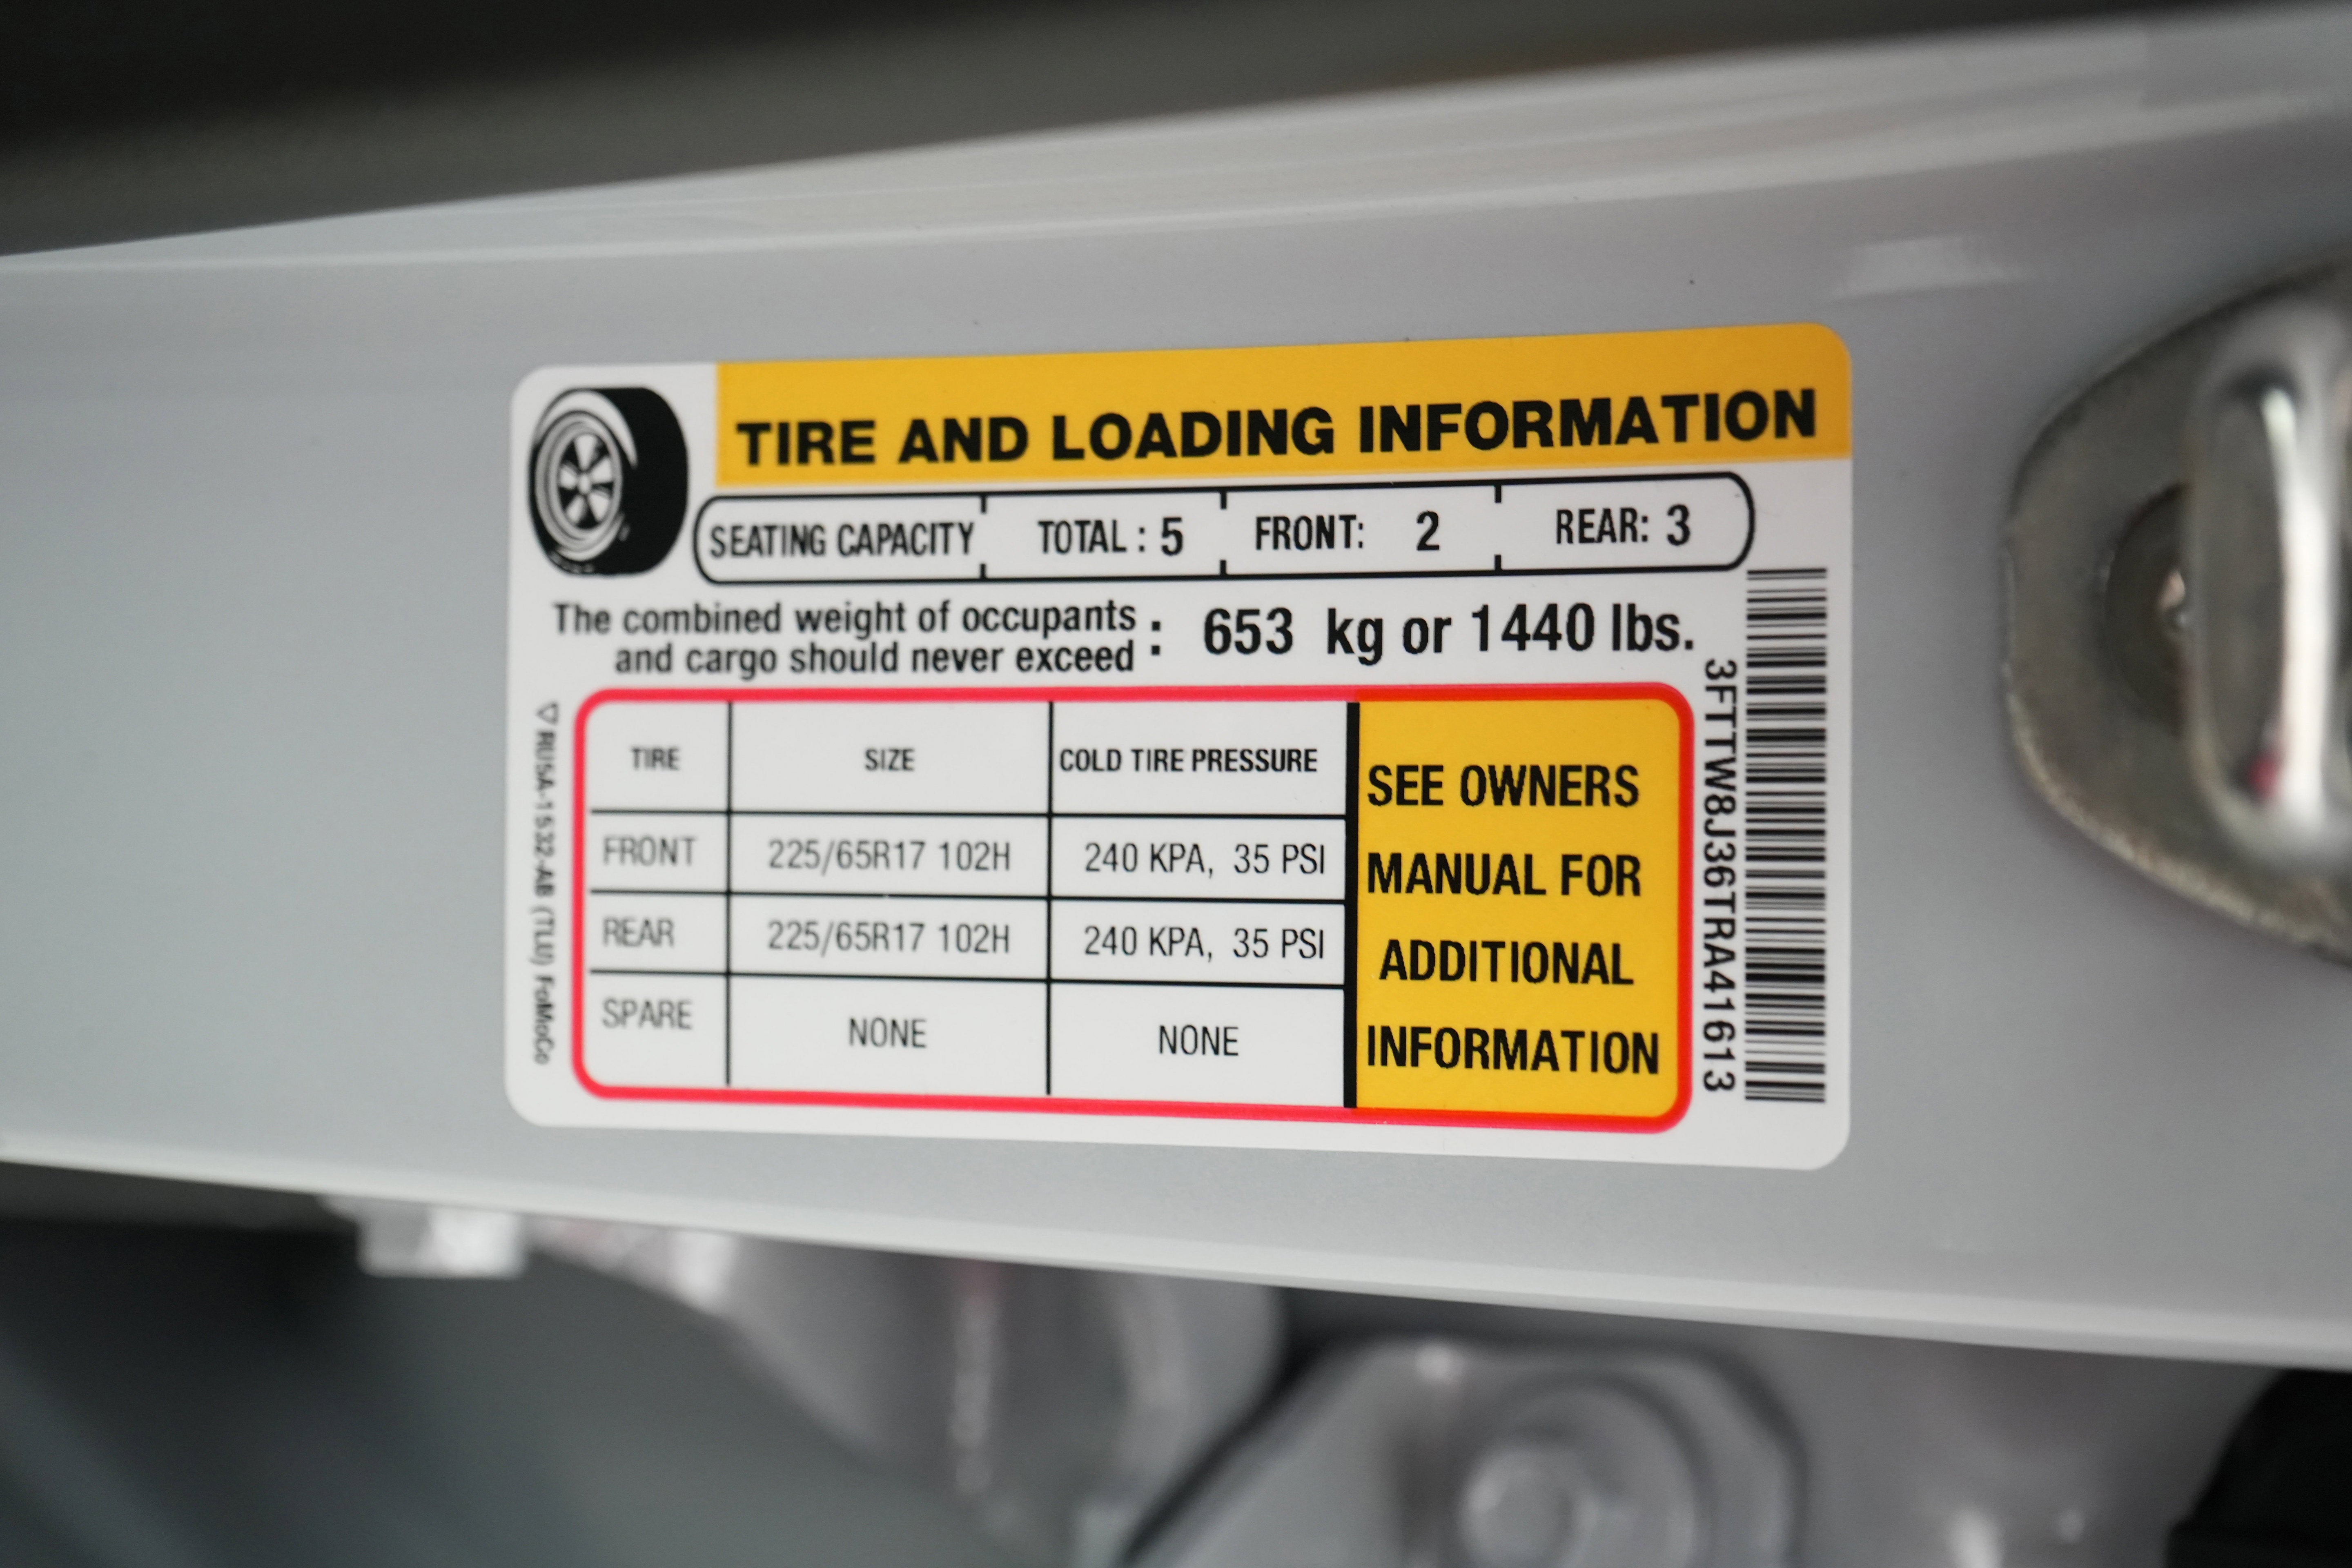 TIRE AND LOADING INFORMATION
SEATING CAPACITY TOTAL : 5 FRONT: 2 REAR: 3
The combined weight of occupants
and cargo should never exceed : 653 kg or 1440 lbs.
TIRE SIZE COLD TIRE PRESSURE
FRONT 225/65R17 102H 240 KPA, 35 PSI
REAR 225/65R17 102H 240 KPA, 35 PSI
SPARE NONE NONE
SEE OWNERS
MANUAL FOR
ADDITIONAL
INFORMATION
3FTTW8J36TRA41613
RU5A-1532-AB (TLU) FoMoCo